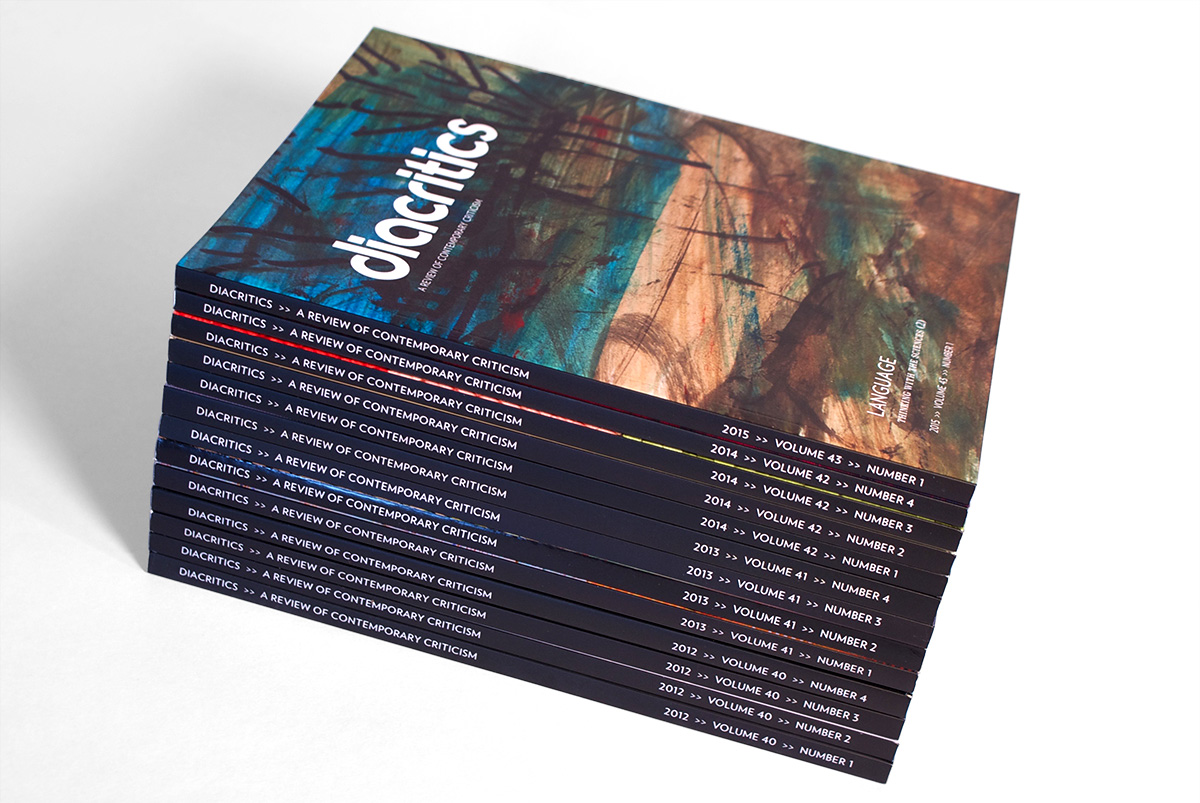 diacritics
A REVIEW OF CONTEMPORARY CRITICISM
LANGUAGE
THINKING WITH THE SCIENCES (2)
2015 >> VOLUME 43 >> NUMBER 1
DIACRITICS >> A REVIEW OF CONTEMPORARY CRITICISM 2015 >> VOLUME 43 >> NUMBER 1
DIACRITICS >> A REVIEW OF CONTEMPORARY CRITICISM 2014 >> VOLUME 42 >> NUMBER 4
DIACRITICS >> A REVIEW OF CONTEMPORARY CRITICISM 2014 >> VOLUME 42 >> NUMBER 3
DIACRITICS >> A REVIEW OF CONTEMPORARY CRITICISM 2014 >> VOLUME 42 >> NUMBER 2
DIACRITICS >> A REVIEW OF CONTEMPORARY CRITICISM 2014 >> VOLUME 42 >> NUMBER 1
DIACRITICS >> A REVIEW OF CONTEMPORARY CRITICISM 2013 >> VOLUME 41 >> NUMBER 4
DIACRITICS >> A REVIEW OF CONTEMPORARY CRITICISM 2013 >> VOLUME 41 >> NUMBER 3
DIACRITICS >> A REVIEW OF CONTEMPORARY CRITICISM 2013 >> VOLUME 41 >> NUMBER 2
DIACRITICS >> A REVIEW OF CONTEMPORARY CRITICISM 2013 >> VOLUME 41 >> NUMBER 1
DIACRITICS >> A REVIEW OF CONTEMPORARY CRITICISM 2012 >> VOLUME 40 >> NUMBER 4
DIACRITICS >> A REVIEW OF CONTEMPORARY CRITICISM 2012 >> VOLUME 40 >> NUMBER 3
DIACRITICS >> A REVIEW OF CONTEMPORARY CRITICISM 2012 >> VOLUME 40 >> NUMBER 2
DIACRITICS >> A REVIEW OF CONTEMPORARY CRITICISM 2012 >> VOLUME 40 >> NUMBER 1